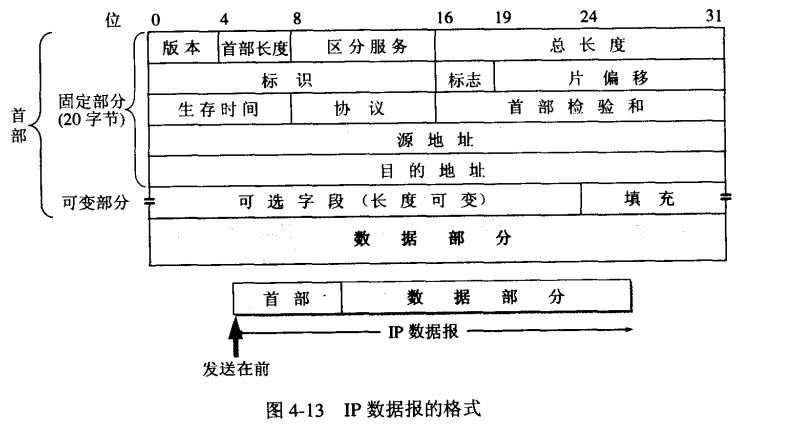 位 0 4 8 16 19 24 31
版本 首部长度 区分服务 总长度
标识 标志 片偏移
生存时间 协议 首部检验和
源地址
目的地址
首部
固定部分
(20 字节)
可变部分 可选字段（长度可变） 填充
数据部分
首部 数据部分
IP 数据报
发送在前
图 4-13 IP 数据报的格式